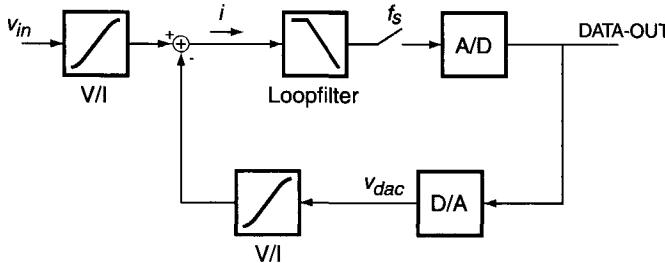 v_in
V/I
+
-
i
Loopfilter
f_s
A/D
DATA-OUT
V/I
v_dac
D/A